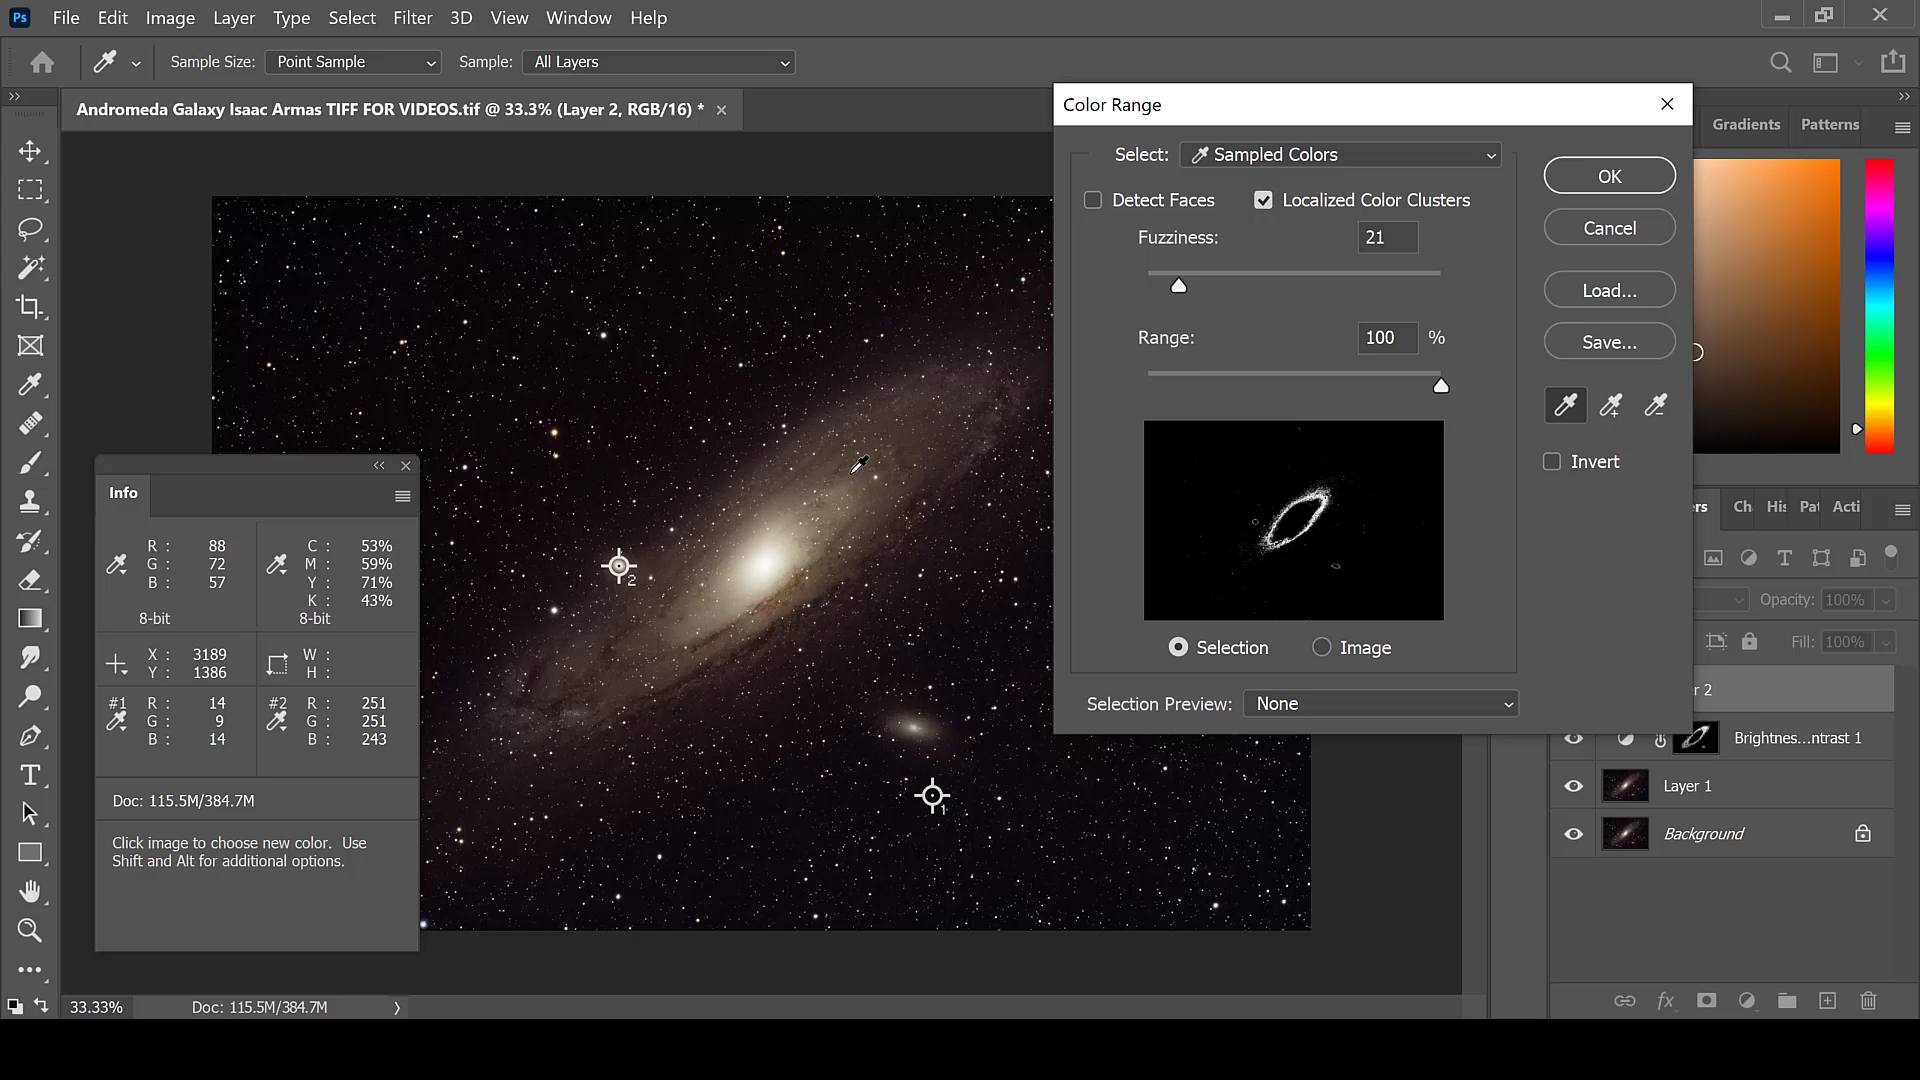 Ps File Edit Image Layer Type Select Filter 3D View Window Help
Sample Size: Point Sample Sample: All Layers
Andromeda Galaxy Isaac Armas TIFF FOR VIDEOS.tif @ 33.3% (Layer 2, RGB/16) *
Color Range
Select: Sampled Colors
Detect Faces Localized Color Clusters
Fuzziness: 21
Range: 100 %
Selection Image
Selection Preview: None
OK
Cancel
Load...
Save...
Invert
Gradients Patterns
ers Ch His Pat Acti
Opacity: 100%
Fill: 100%
r 2
Brightnes...ntrast 1
Layer 1
Background
Info
R : 88 C : 53%
G : 72 M : 59%
B : 57 Y : 71%
K : 43%
8-bit 8-bit
X : 3189 W :
Y : 1386 H :
#1 R : 14 #2 R : 251
G : 9 G : 251
B : 14 B : 243
Doc: 115.5M/384.7M
Click image to choose new color. Use
Shift and Alt for additional options.
2
1
33.33% Doc: 115.5M/384.7M
fx